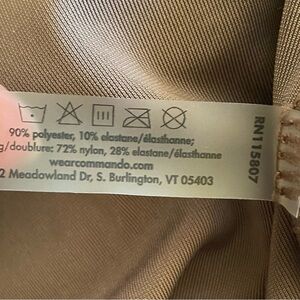 90% polyester, 10% elastane/élasthanne;
g/doublure: 72% nylon, 28% elastane/élasthanne
wearcommando.com
2 Meadowland Dr, S. Burlington, VT 05403
RN115807